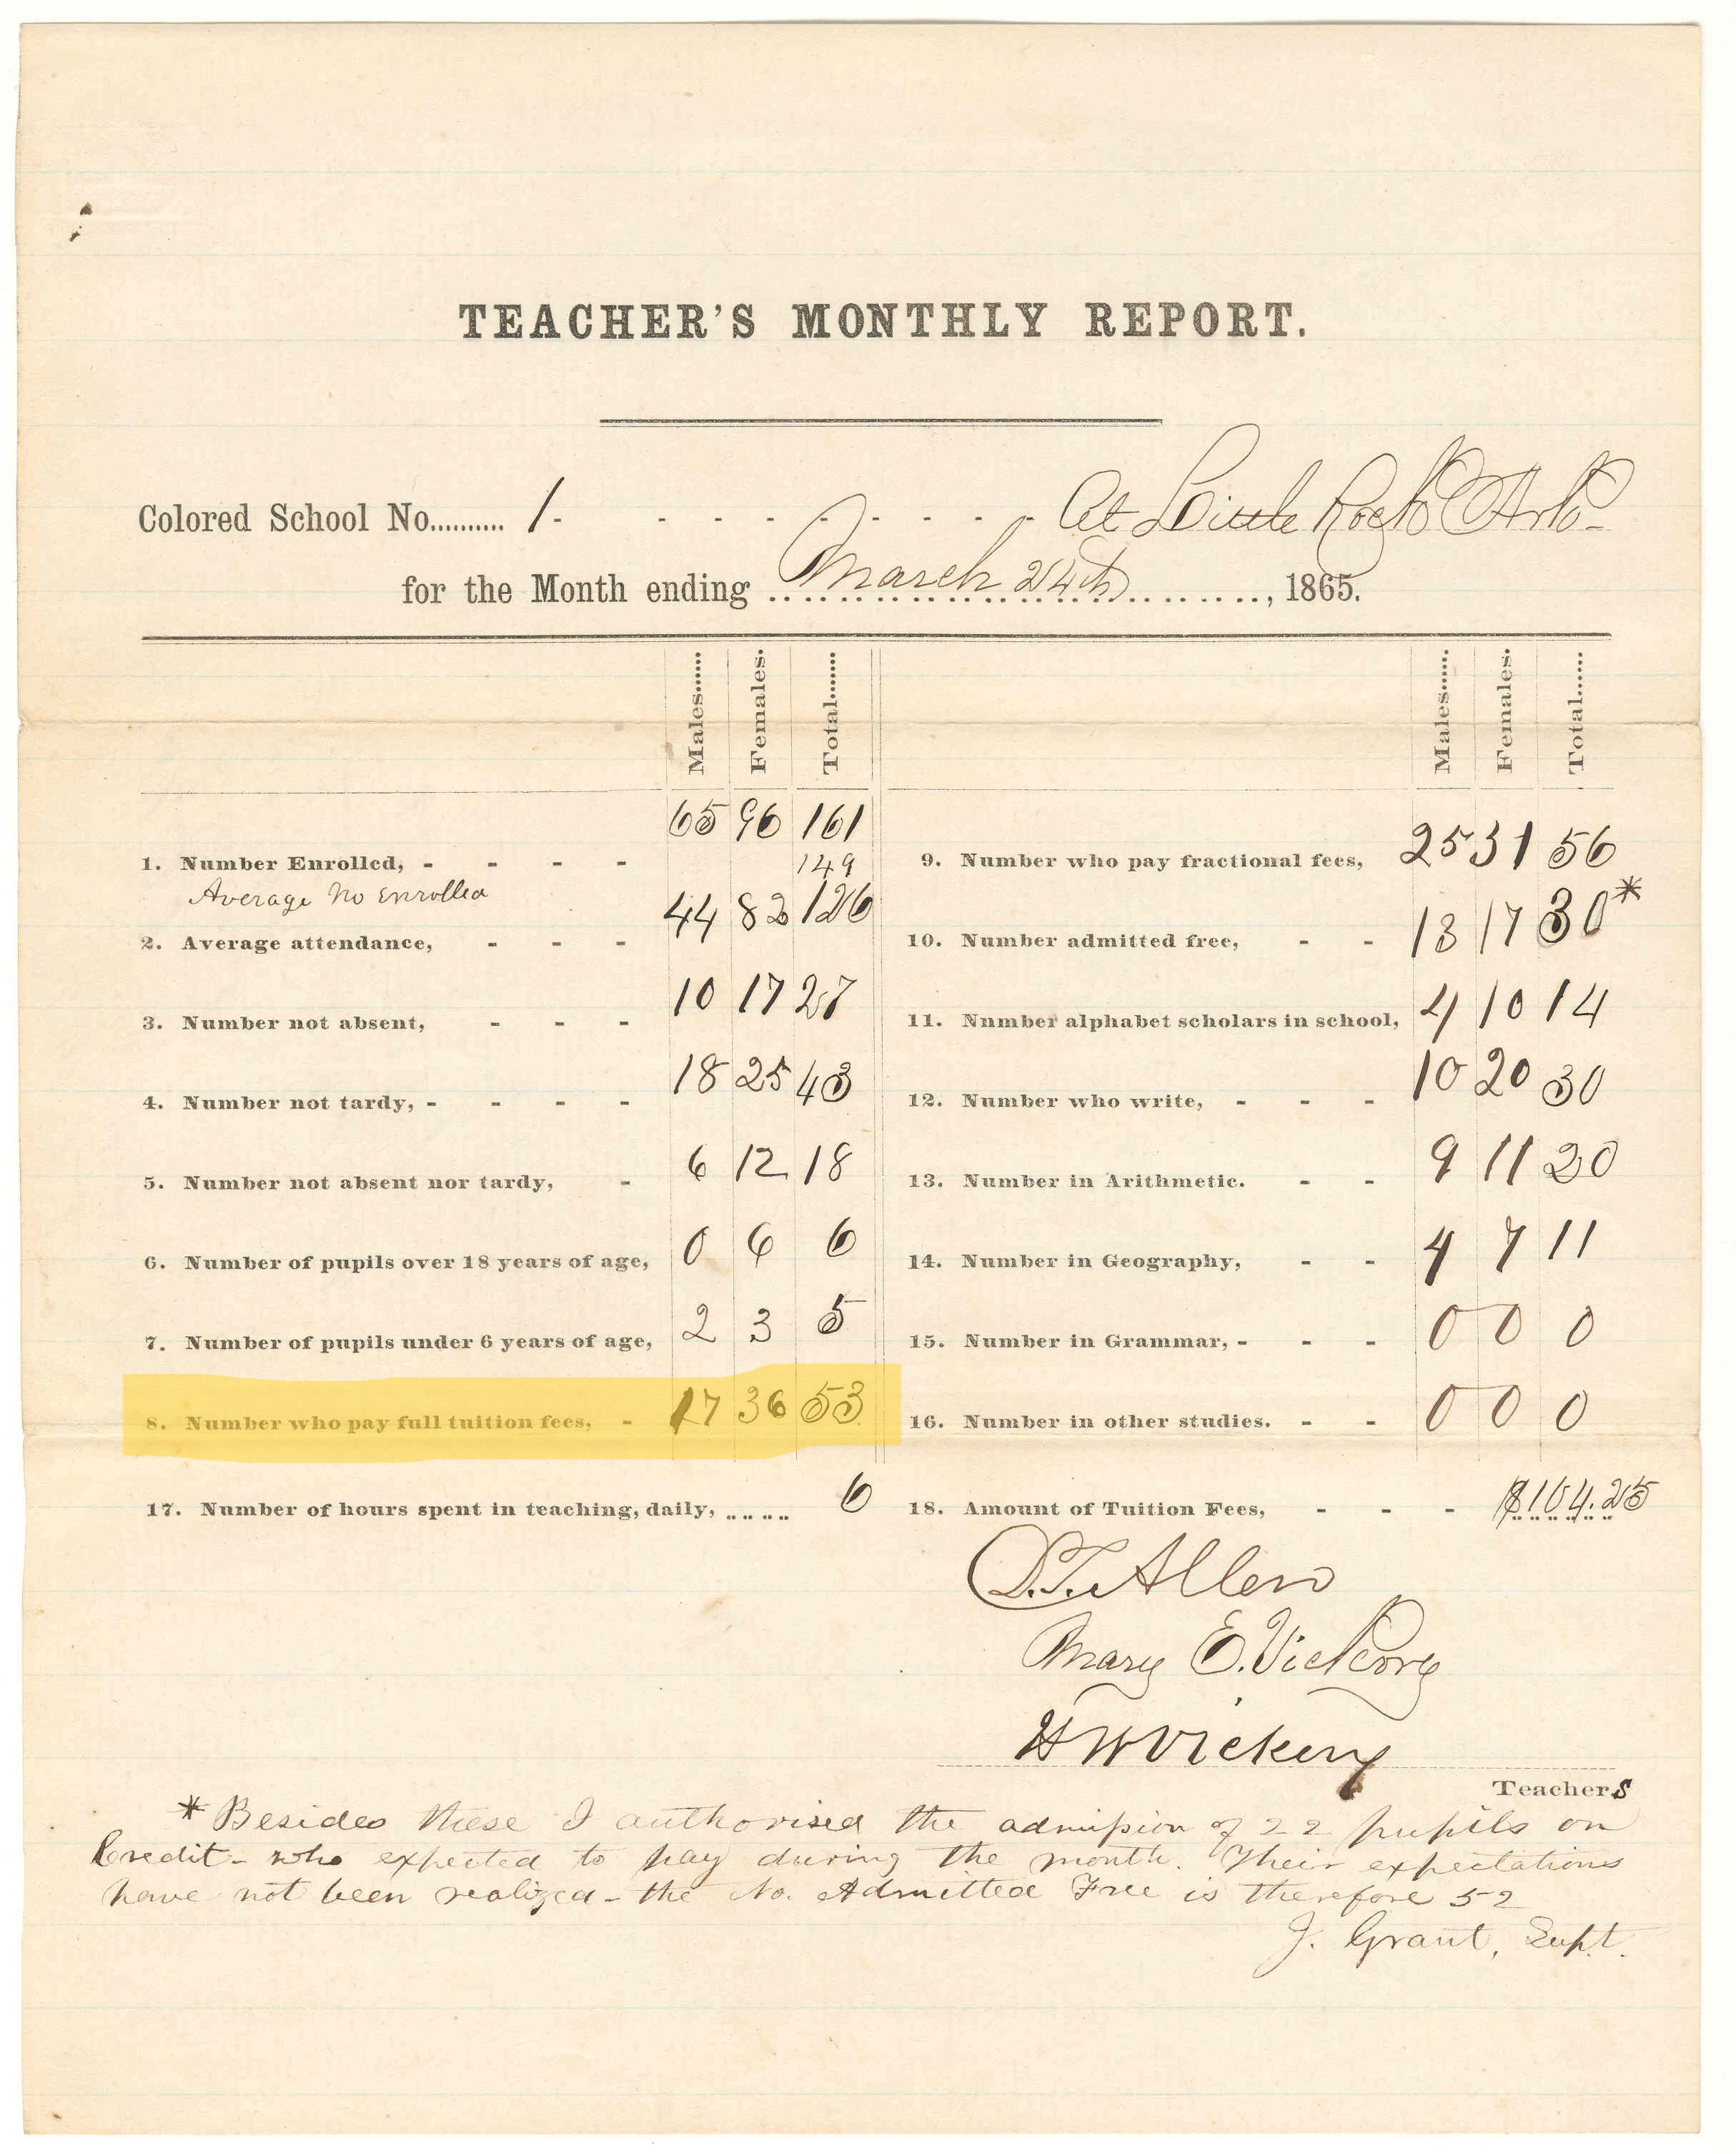 TEACHER'S MONTHLY REPORT.
Colored School No.......... 1. - - - - - - - - At Little Rock Ark-
for the Month ending March 24th, 1865.
Males...... Females. Total....... Males...... Females. Total......
65 96 161
1. Number Enrolled, - - - - 149
Average No Enrolled
2. Average attendance, - - - 44 82 126
3. Number not absent, - - - 10 17 27
4. Number not tardy, - - - - 18 25 43
5. Number not absent nor tardy, - 6 12 18
6. Number of pupils over 18 years of age, 0 6 6
7. Number of pupils under 6 years of age, 2 3 5
8. Number who pay full tuition fees, - 17 36 53
9. Number who pay fractional fees, 25 31 56
10. Number admitted free, - - 13 17 30*
11. Nnmber alphabet scholars in school, 4 10 14
12. Number who write, - - - 10 20 30
13. Number in Arithmetic. - - 9 11 20
14. Number in Geography, - - 4 7 11
15. Number in Grammar, - - - 0 0 0
16. Number in other studies. - - 0 0 0
17. Number of hours spent in teaching, daily, .. .. .. .. 6
18. Amount of Tuition Fees, - - - $104.25
D.T. Allen
Mary E. Vickery
H W Vickery
Teachers
* Besides these I authorised the admission of 22 pupils on
Credit - who expected to pay during the month. Their expectations
have not been realized - the No. Admitted Free is therefore 52
J. Grant, Supt.